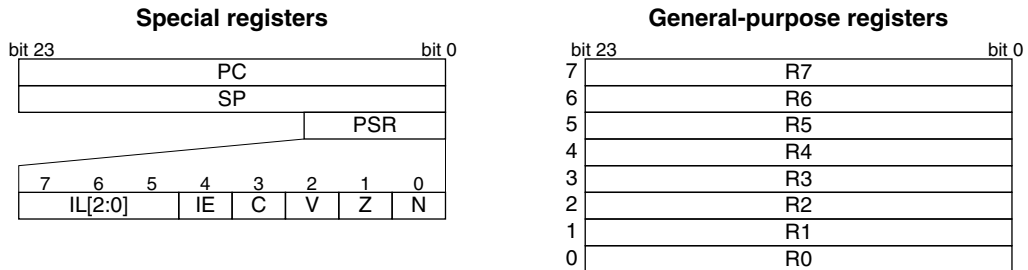 Special registers
bit 23 bit 0
PC
SP
PSR
7 6 5 4 3 2 1 0
IL[2:0] IE C V Z N
General-purpose registers
bit 23 bit 0
7 R7
6 R6
5 R5
4 R4
3 R3
2 R2
1 R1
0 R0